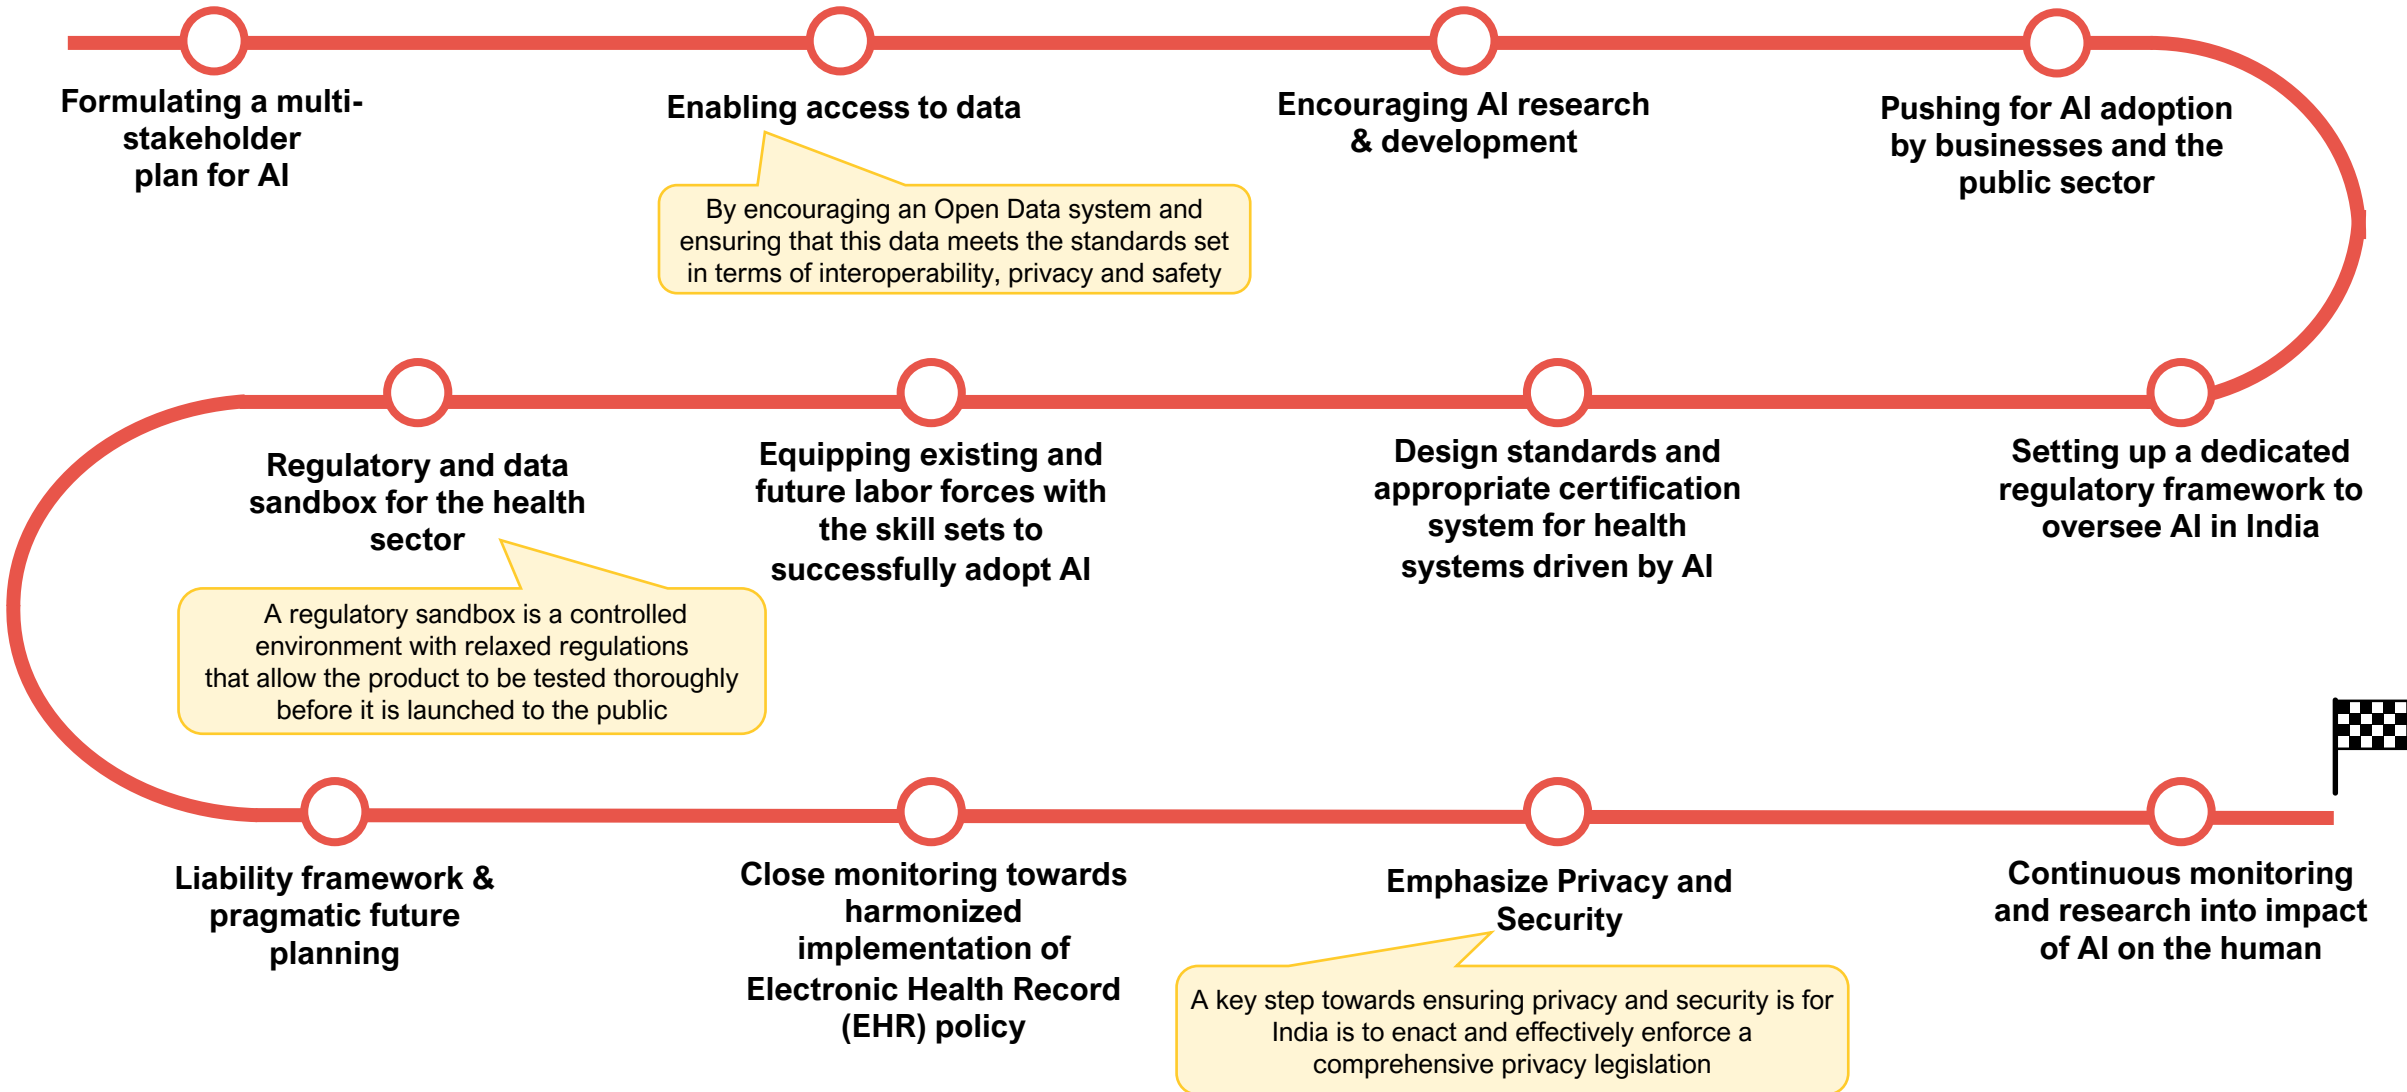 Formulating a multi-
stakeholder
plan for AI
Enabling access to data
By encouraging an Open Data system and
ensuring that this data meets the standards set
in terms of interoperability, privacy and safety
Encouraging AI research
& development
Pushing for AI adoption
by businesses and the
public sector
Setting up a dedicated
regulatory framework to
oversee AI in India
Design standards and
appropriate certification
system for health
systems driven by AI
Equipping existing and
future labor forces with
the skill sets to
successfully adopt AI
Regulatory and data
sandbox for the health
sector
A regulatory sandbox is a controlled
environment with relaxed regulations
that allow the product to be tested thoroughly
before it is launched to the public
Liability framework &
pragmatic future
planning
Close monitoring towards
harmonized
implementation of
Electronic Health Record
(EHR) policy
Emphasize Privacy and
Security
A key step towards ensuring privacy and security is for
India is to enact and effectively enforce a
comprehensive privacy legislation
Continuous monitoring
and research into impact
of AI on the human